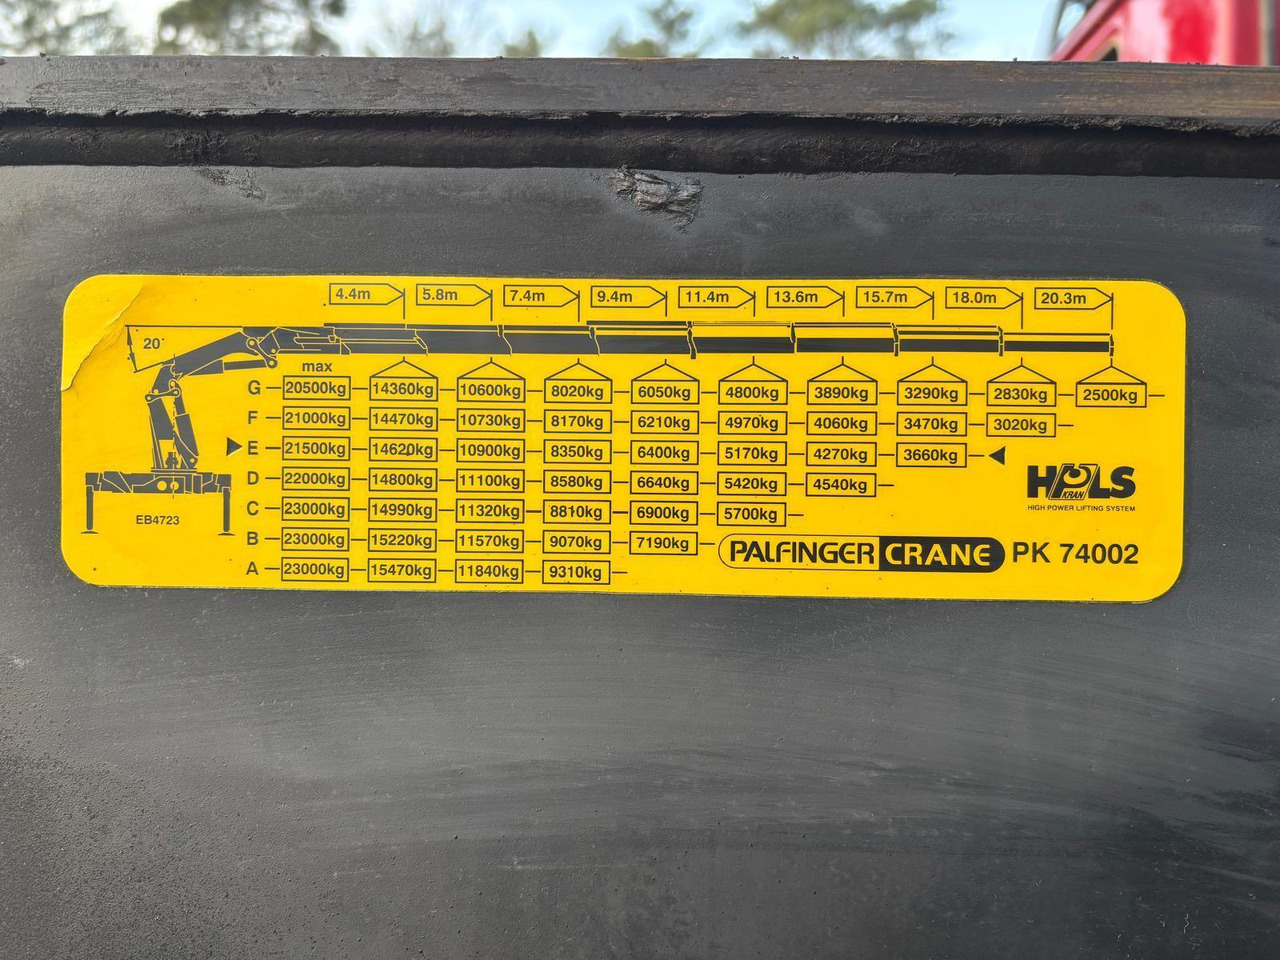 4.4m 5.8m 7.4m 9.4m 11.4m 13.6m 15.7m 18.0m 20.3m
20°
max
G 20500kg 14360kg 10600kg 8020kg 6050kg 4800kg 3890kg 3290kg 2830kg 2500kg
F 21000kg 14470kg 10730kg 8170kg 6210kg 4970kg 4060kg 3470kg 3020kg
E 21500kg 14620kg 10900kg 8350kg 6400kg 5170kg 4270kg 3660kg
D 22000kg 14800kg 11100kg 8580kg 6640kg 5420kg 4540kg
C 23000kg 14990kg 11320kg 8810kg 6900kg 5700kg
B 23000kg 15220kg 11570kg 9070kg 7190kg
A 23000kg 15470kg 11840kg 9310kg
EB4723
HPLS
KRAN
HIGH POWER LIFTING SYSTEM
PALFINGER CRANE PK 74002